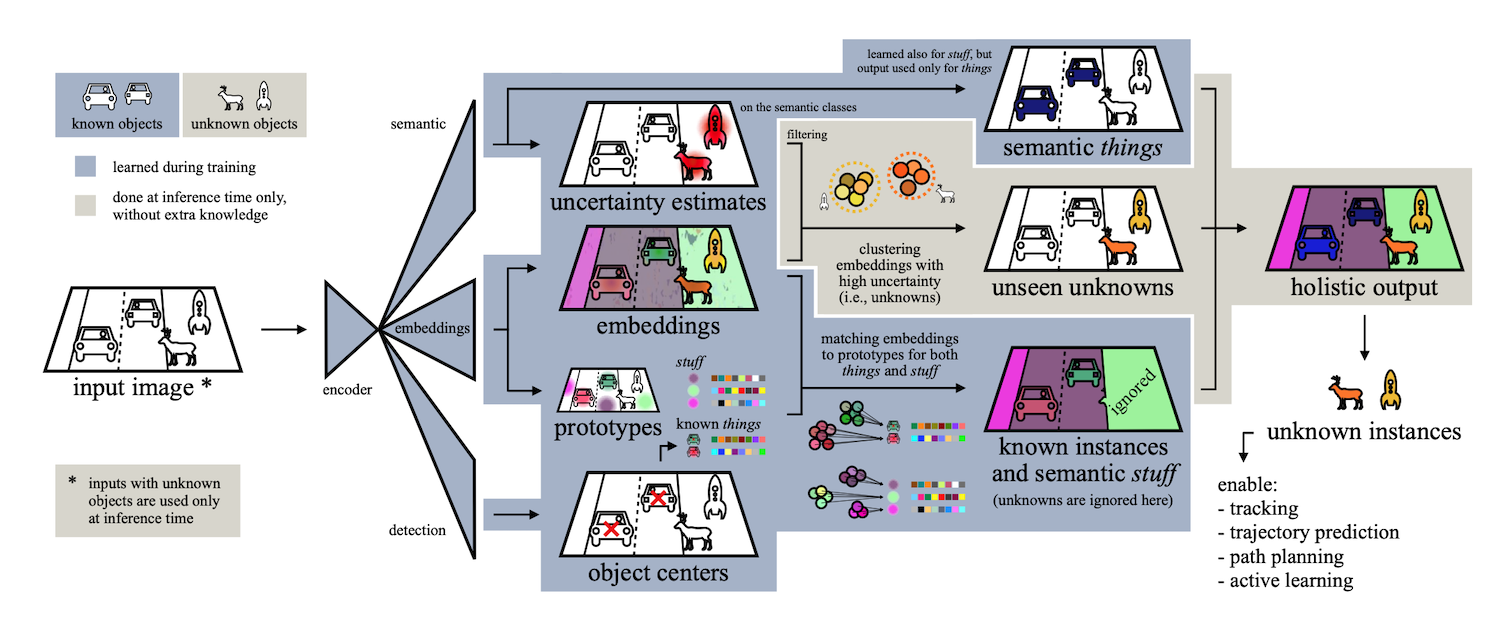 known objects
unknown objects
learned during training
done at inference time only,
without extra knowledge
input image *
* inputs with unknown
objects are used only
at inference time
encoder
semantic
embeddings
detection
uncertainty estimates
on the semantic classes
embeddings
prototypes
stuff
known things
object centers
learned also for stuff, but
output used only for things
semantic things
filtering
clustering
embeddings with
high uncertainty
(i.e., unknowns)
unseen unknowns
matching embeddings
to prototypes for both
things and stuff
ignored
known instances
and semantic stuff
(unknowns are ignored here)
holistic output
unknown instances
enable:
- tracking
- trajectory prediction
- path planning
- active learning